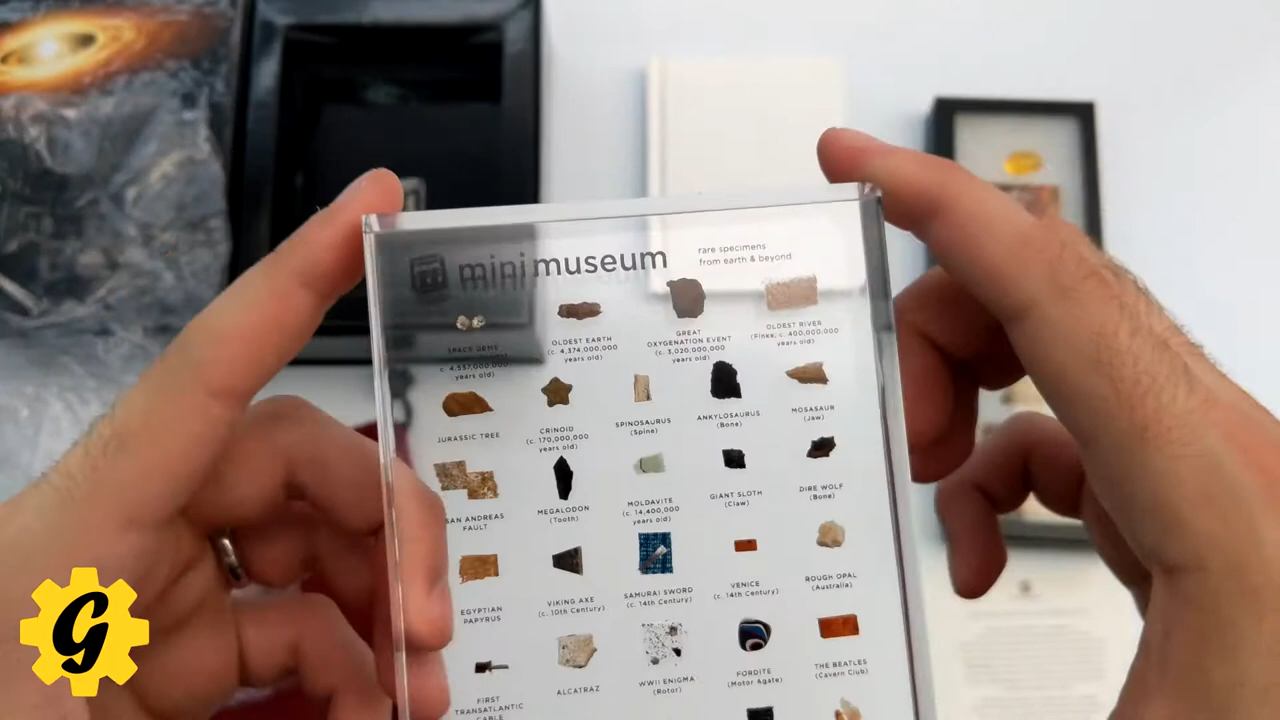 mini museum
rare specimens
from earth & beyond
SPACE GEMS
c. 4,557,000,000
years old)
OLDEST EARTH
(c. 4,374,000,000
years old)
GREAT
OXYGENATION EVENT
(c. 3,020,000,000
years old)
OLDEST RIVER
(Finke, c. 400,000,000
years old)
JURASSIC TREE
CRINOID
(c. 170,000,000
years old)
SPINOSAURUS
(Spine)
ANKYLOSAURUS
(Bone)
MOSASAUR
(Jaw)
SAN ANDREAS
FAULT
MEGALODON
(Tooth)
MOLDAVITE
(c. 14,400,000
years old)
GIANT SLOTH
(Claw)
DIRE WOLF
(Bone)
EGYPTIAN
PAPYRUS
VIKING AXE
(c. 10th Century)
SAMURAI SWORD
(c. 14th Century)
VENICE
(c. 14th Century)
ROUGH OPAL
(Australia)
FIRST
TRANSATLANTIC
CABLE
ALCATRAZ
WWII ENIGMA
(Rotor)
FORDITE
(Motor Agate)
THE BEATLES
(Cavern Club)
G